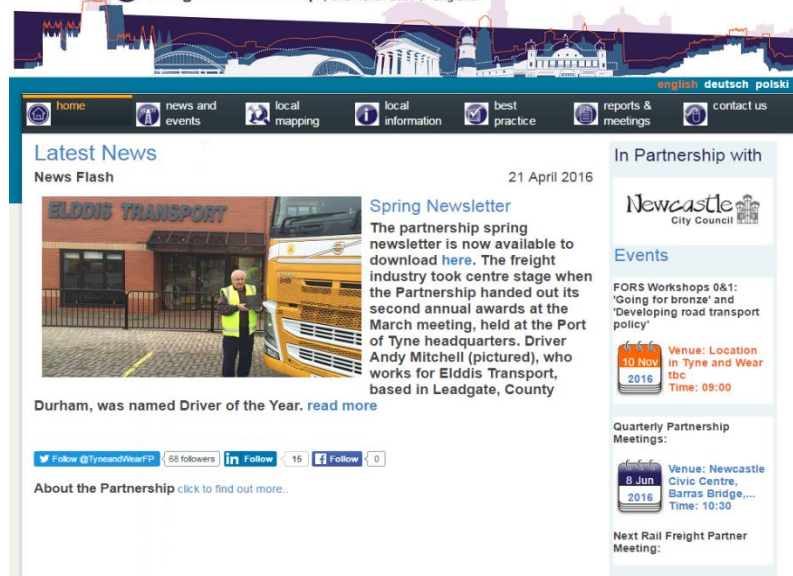 english deutsch polski
home
news and
events
local
mapping
local
information
best
practice
reports &
meetings
contact us
Latest News
News Flash
21 April 2016
ELDDIS TRANSPORT
Spring Newsletter
The partnership spring
newsletter is now available to
download here. The freight
industry took centre stage when
the Partnership handed out its
second annual awards at the
March meeting, held at the Port
of Tyne headquarters. Driver
Andy Mitchell (pictured), who
works for Elddis Transport,
based in Leadgate, County
Durham, was named Driver of the Year. read more
Follow @TyneandWearFP 68 followers in Follow 15 f Follow 0
About the Partnership click to find out more..
In Partnership with
Newcastle
City Council
Events
FORS Workshops 0&1:
'Going for bronze' and
'Developing road transport
policy'
10 Nov
2016
Venue: Location
in Tyne and Wear
tbc
Time: 09:00
Quarterly Partnership
Meetings:
8 Jun
2016
Venue: Newcastle
Civic Centre,
Barras Bridge,...
Time: 10:30
Next Rail Freight Partner
Meeting: